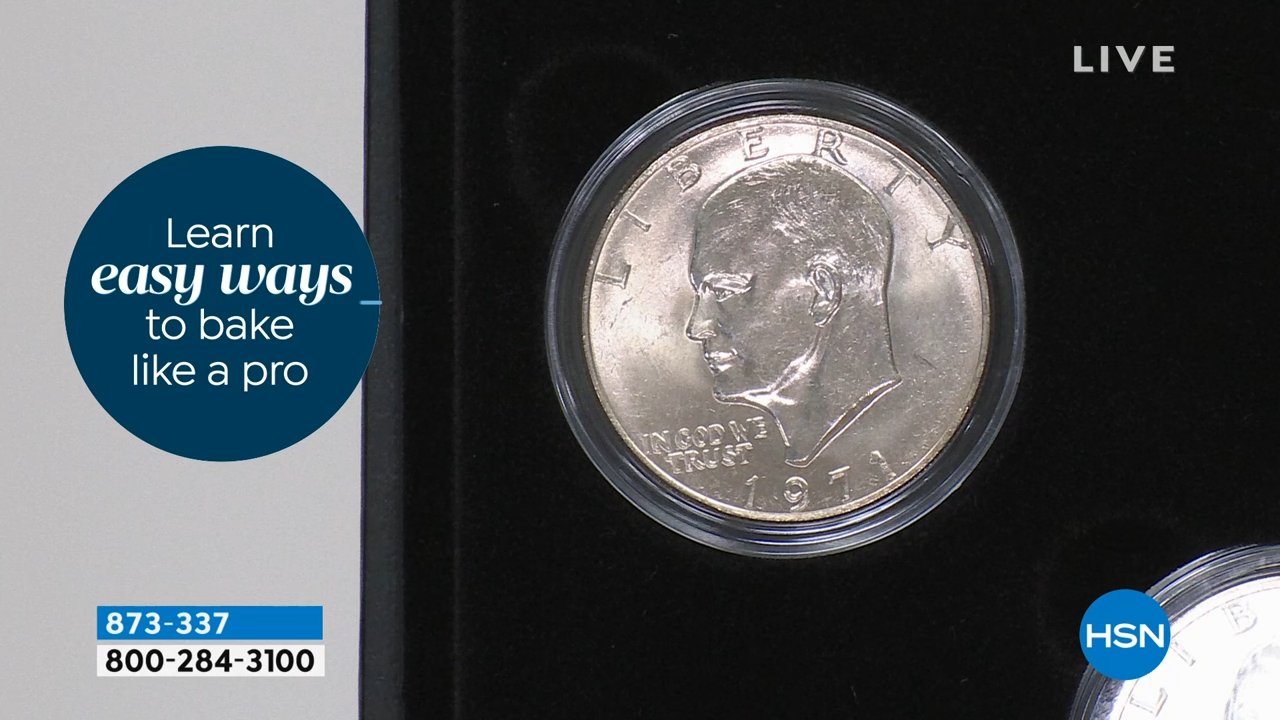 LIVE
LIBERTY
IN GOD WE
TRUST
1971
Learn
easy ways
to bake
like a pro
873-337
800-284-3100
HSN
LIB